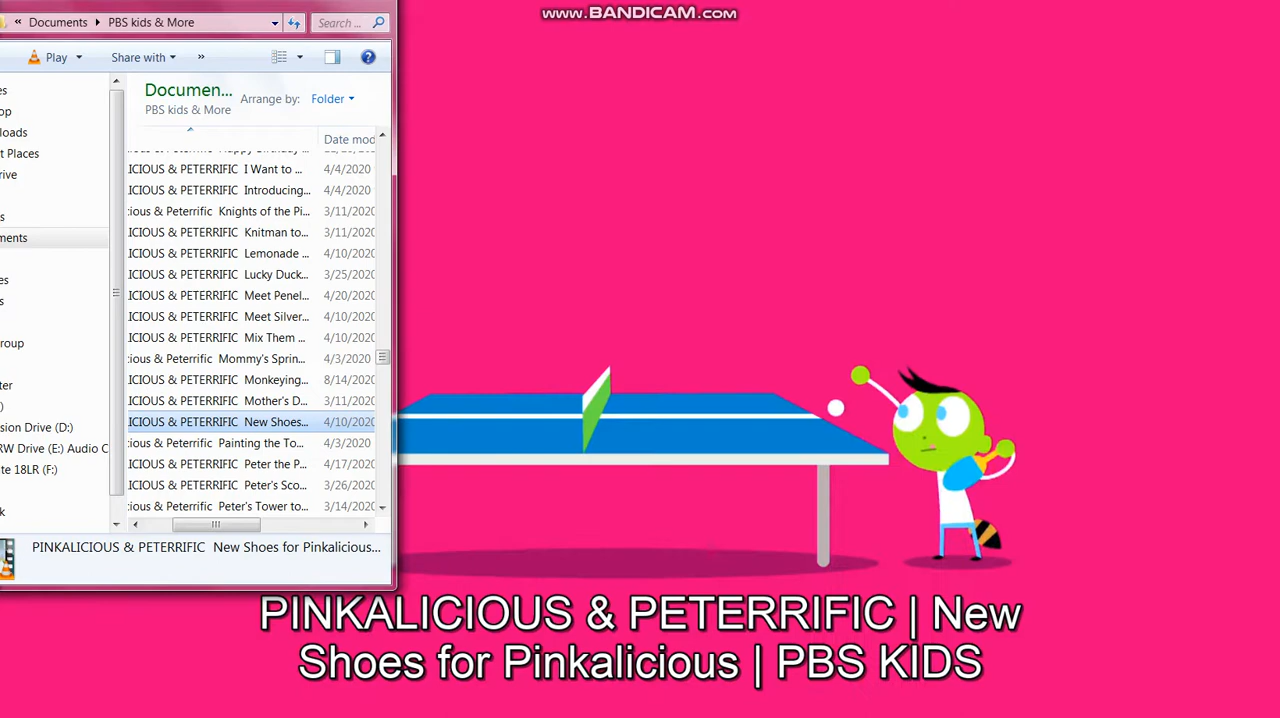 www.BANDICAM.com
« Documents PBS kids & More Search ...
Play Share with »
Documen... Arrange by: Folder
PBS kids & More
Date mod
ICIOUS & PETERRIFIC I Want to ... 4/4/2020
ICIOUS & PETERRIFIC Introducing... 4/4/2020
cious & Peterrific Knights of the Pi... 3/11/2020
ICIOUS & PETERRIFIC Knitman to... 3/11/2020
ICIOUS & PETERRIFIC Lemonade ... 4/10/2020
ICIOUS & PETERRIFIC Lucky Duck... 3/25/2020
ICIOUS & PETERRIFIC Meet Penel... 4/20/2020
ICIOUS & PETERRIFIC Meet Silver... 4/10/2020
ICIOUS & PETERRIFIC Mix Them ... 4/10/2020
cious & Peterrific Mommy's Sprin... 4/3/2020
ICIOUS & PETERRIFIC Monkeying... 8/14/2020
ICIOUS & PETERRIFIC Mother's D... 3/11/2020
ICIOUS & PETERRIFIC New Shoes... 4/10/2020
cious & Peterrific Painting the To... 4/3/2020
ICIOUS & PETERRIFIC Peter the P... 4/17/2020
ICIOUS & PETERRIFIC Peter's Sco... 3/26/2020
cious & Peterrific Peter's Tower to... 3/14/2020
es
op
loads
t Places
rive
s
ments
es
s
roup
ter
)
sion Drive (D:)
RW Drive (E:) Audio C
te 18LR (F:)
k
PINKALICIOUS & PETERRIFIC New Shoes for Pinkalicious...
PINKALICIOUS & PETERRIFIC | New
Shoes for Pinkalicious | PBS KIDS